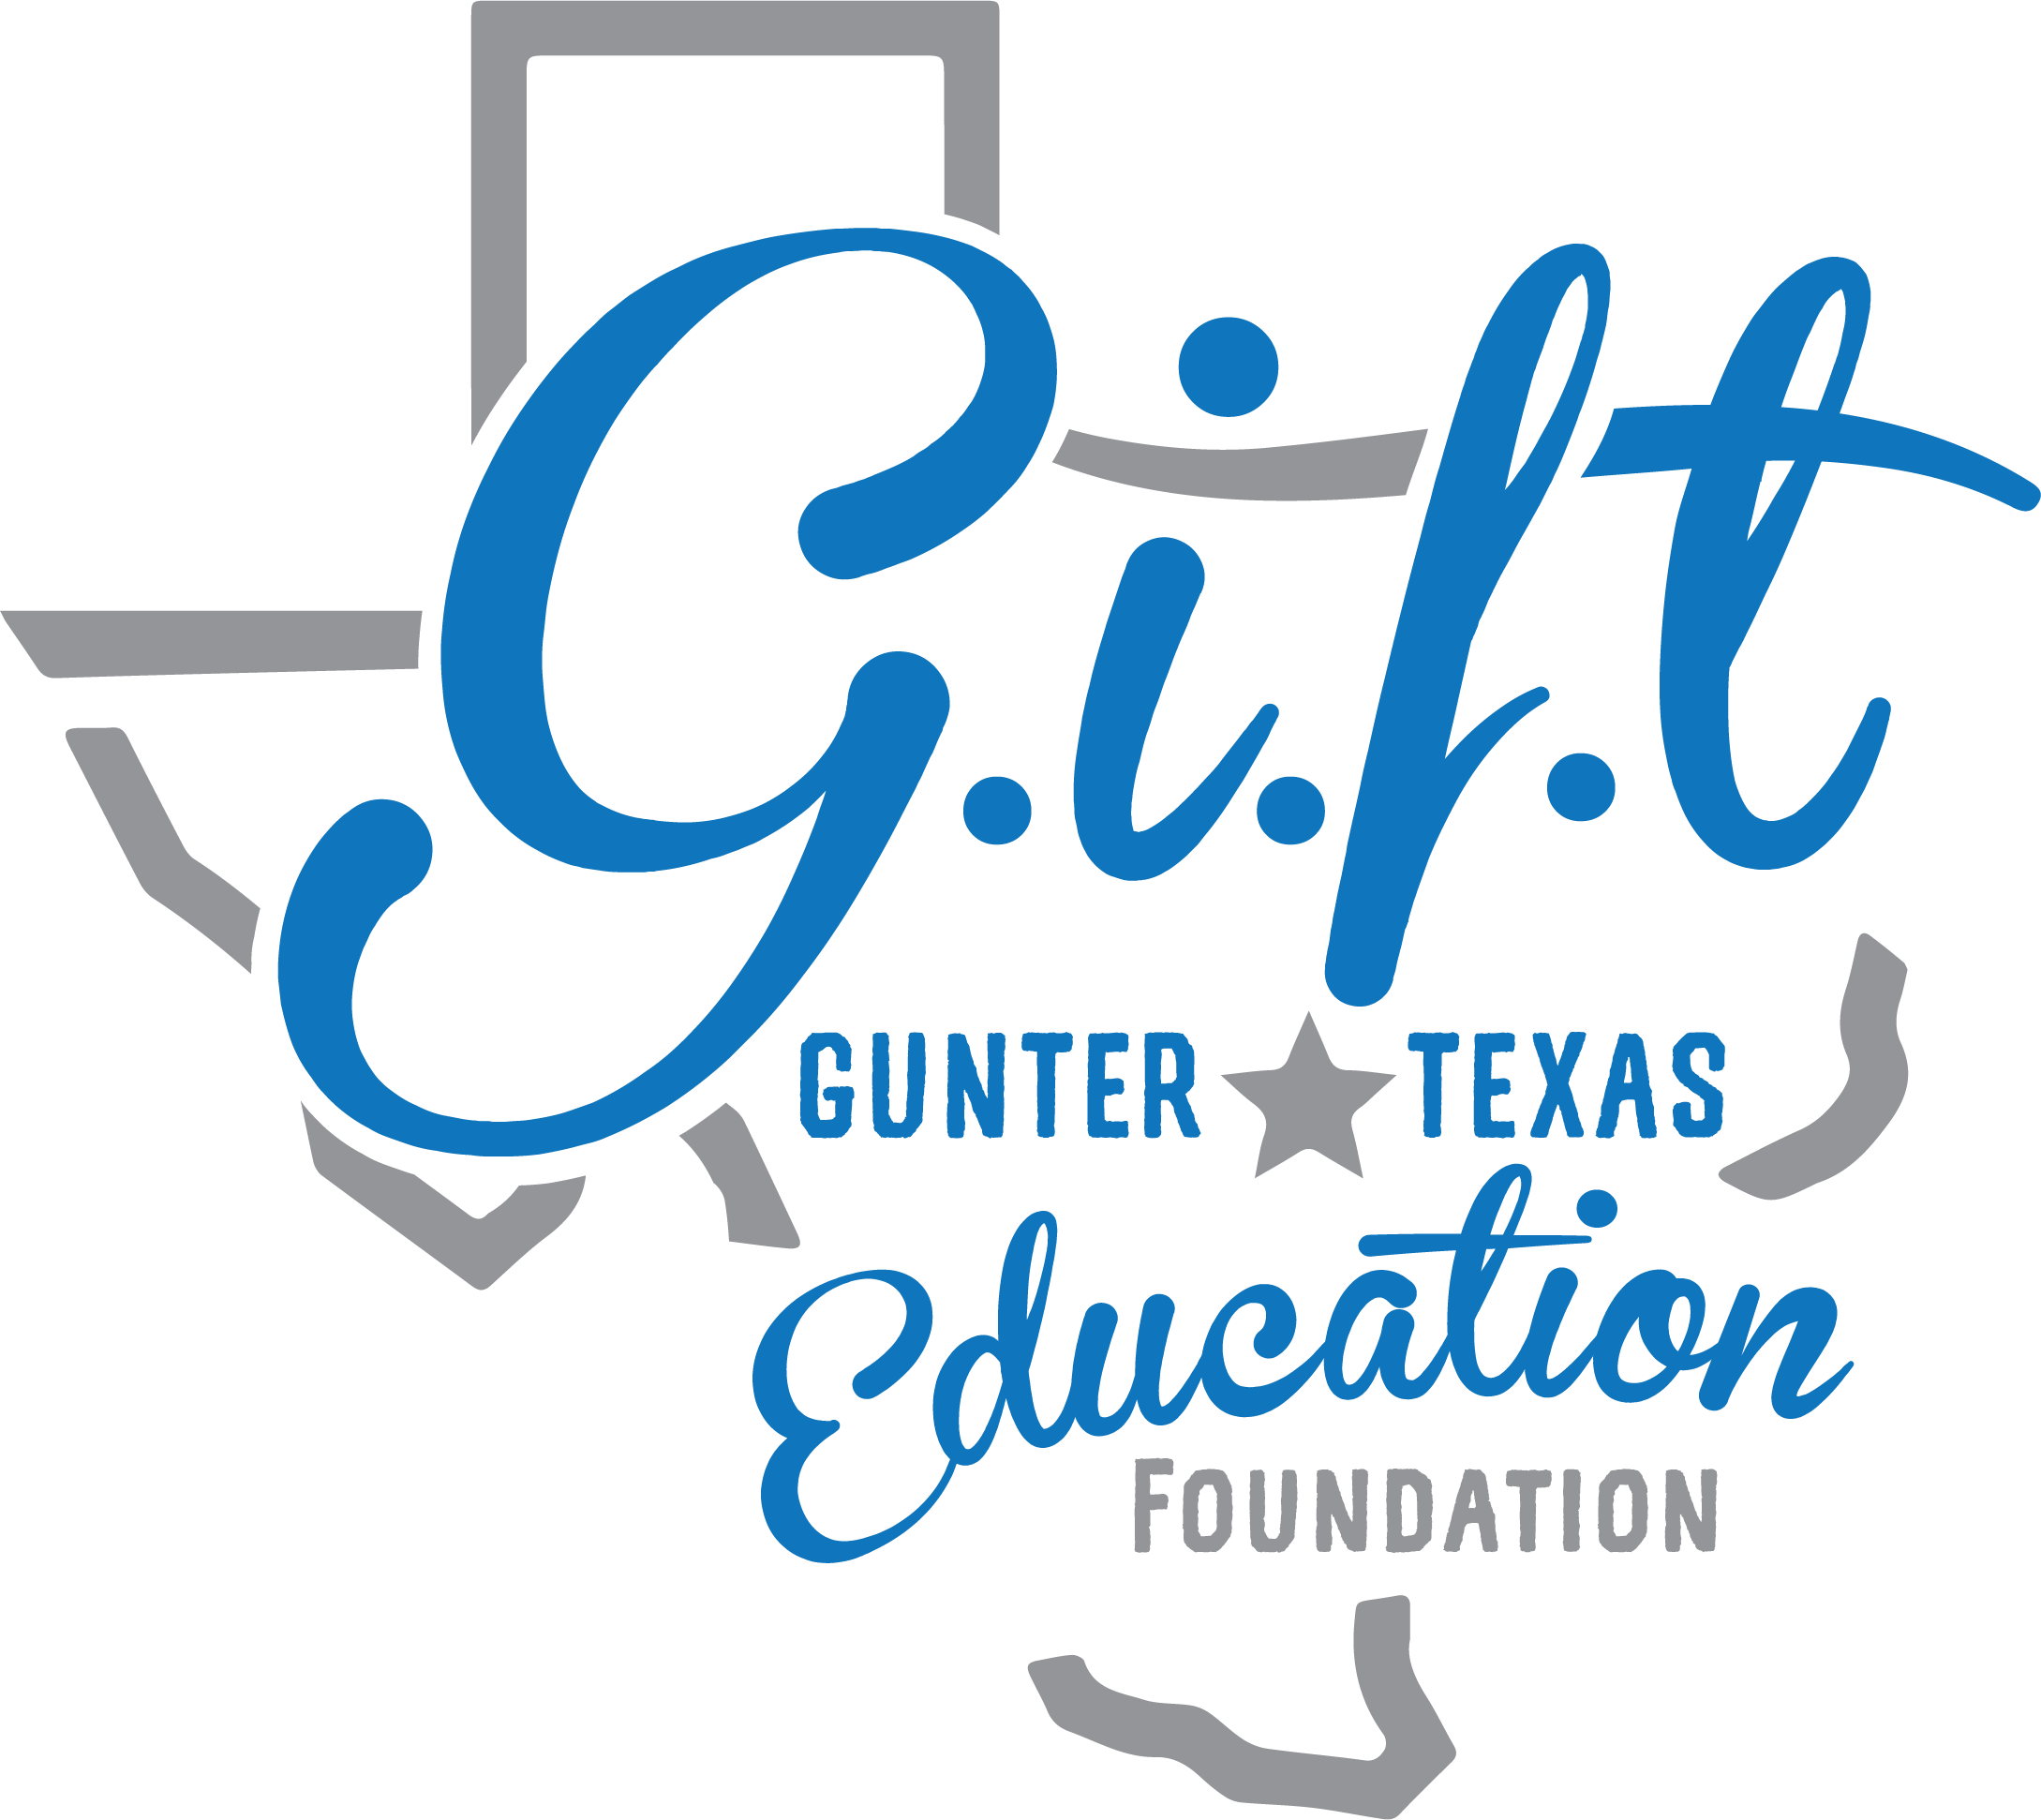 G.i.f.t
GUNTER TEXAS
Education
FOUNDATION